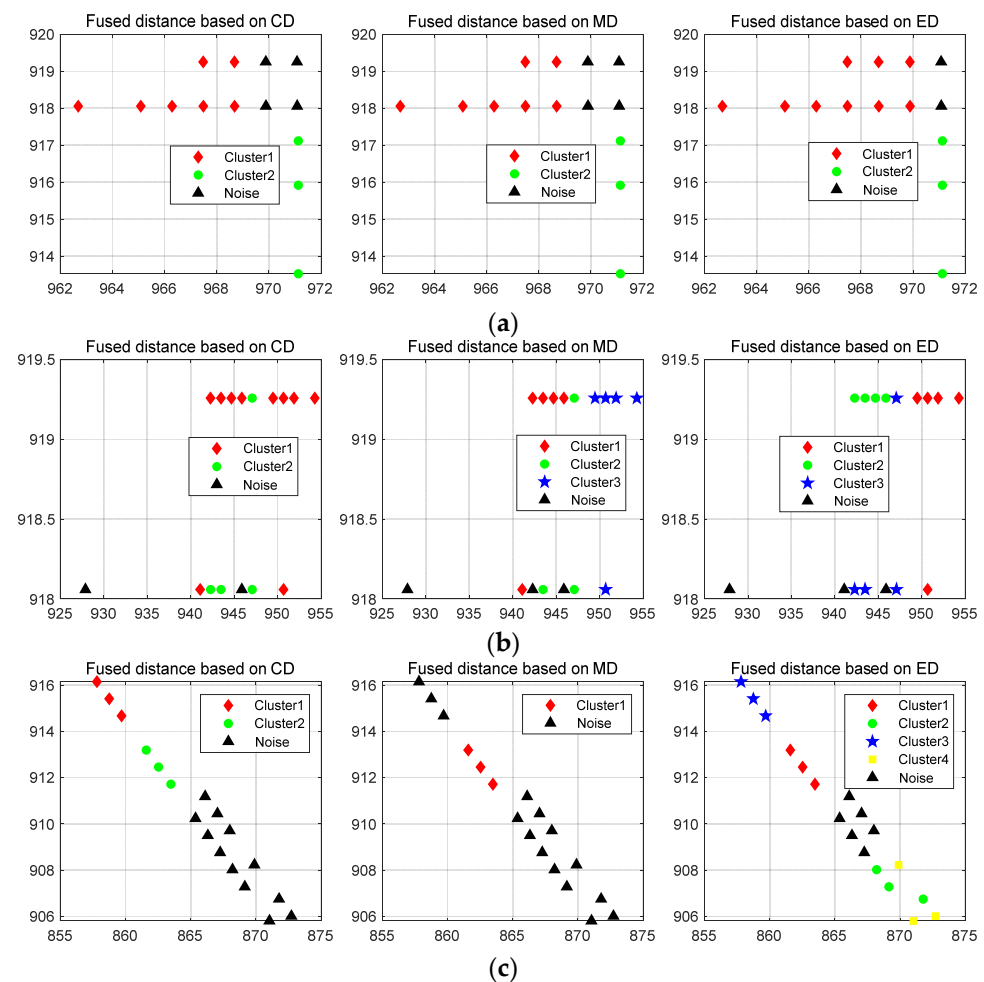 Fused distance based on CD
920
919
918
917
916
915
914
962 964 966 968 970 972
Cluster1
Cluster2
Noise
Fused distance based on MD
920
919
918
917
916
915
914
962 964 966 968 970 972
Cluster1
Cluster2
Noise
Fused distance based on ED
920
919
918
917
916
915
914
962 964 966 968 970 972
Cluster1
Cluster2
Noise
(a)
Fused distance based on CD
919.5
919
918.5
918
925 930 935 940 945 950 955
Cluster1
Cluster2
Noise
Fused distance based on MD
919.5
919
918.5
918
925 930 935 940 945 950 955
Cluster1
Cluster2
Cluster3
Noise
Fused distance based on ED
919.5
919
918.5
918
925 930 935 940 945 950 955
Cluster1
Cluster2
Cluster3
Noise
(b)
Fused distance based on CD
916
914
912
910
908
906
855 860 865 870 875
Cluster1
Cluster2
Noise
Fused distance based on MD
916
914
912
910
908
906
855 860 865 870 875
Cluster1
Noise
Fused distance based on ED
916
914
912
910
908
906
855 860 865 870 875
Cluster1
Cluster2
Cluster3
Cluster4
Noise
(c)